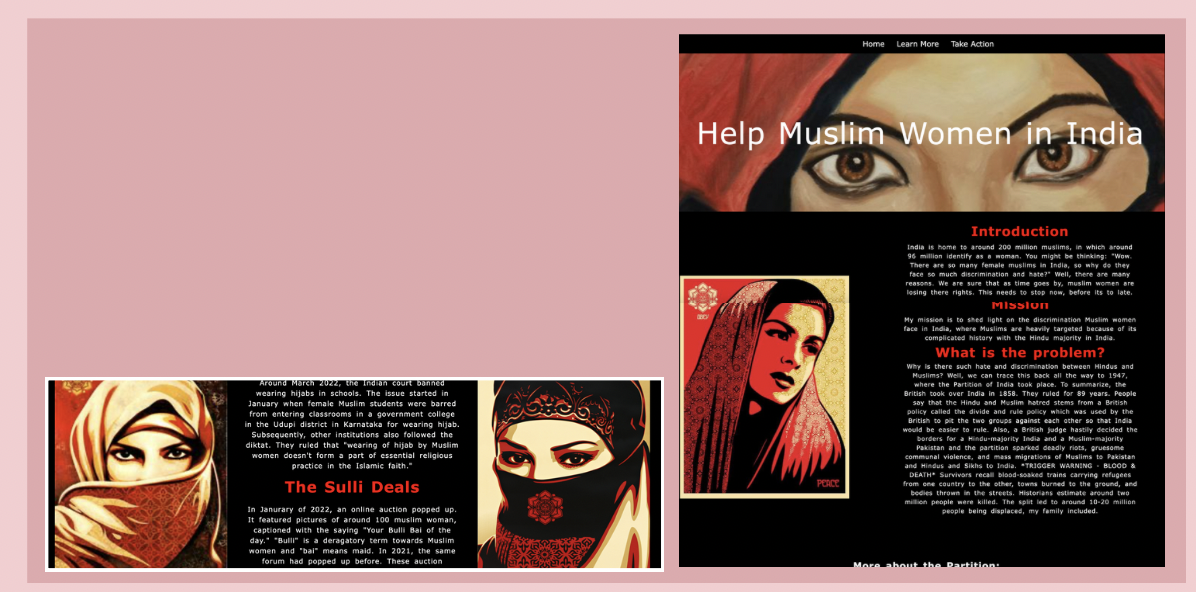 Home Learn More Take Action
Help Muslim Women in India
Introduction
India is home to around 200 million muslims, in which around
96 million identify as a woman. You might be thinking: "Wow.
There are so many female muslims in India, so why do they
face so much discrimination and hate?" Well, there are many
reasons. We are sure that as time goes by, muslim women are
losing there rights. This needs to stop now, before its to late.
Mission
My mission is to shed light on the discrimination Muslim women
face in India, where Muslims are heavily targeted because of its
complicated history with the Hindu majority in India.
What is the problem?
Why is there such hate and discrimination between Hindus and
Muslims? Well, we can trace this back all the way to 1947,
where the Partition of India took place. To summarize, the
British took over India in 1858. They ruled for 89 years. People
say that the Hindu and Muslim hatred stems from a British
policy called the divide and rule policy which was used by the
British to pit the two groups against each other so that India
would be easier to rule. Also, a British judge hastily decided the
borders for a Hindu-majority India and a Muslim-majority
Pakistan and the partition sparked deadly riots, gruesome
communal violence, and mass migrations of Muslims to Pakistan
and Hindus and Sikhs to India. *TRIGGER WARNING - BLOOD &
DEATH* Survivors recall blood-soaked trains carrying refugees
from one country to the other, towns burned to the ground, and
bodies thrown in the streets. Historians estimate around two
million people were killed. The split led to around 10-20 million
people being displaced, my family included.
More about the Partition:
OBEY
PEACE
Around March 2022, the Indian court banned
wearing hijabs in schools. The issue started in
January when female Muslim students were barred
from entering classrooms in a government college
in the Udupi district in Karnataka for wearing hijab.
Subsequently, other institutions also followed the
diktat. They ruled that "wearing of hijab by Muslim
women doesn't form a part of essential religious
practice in the Islamic faith."
The Sulli Deals
In Janurary of 2022, an online auction popped up.
It featured pictures of around 100 muslim woman,
captioned with the saying "Your Bulli Bai of the
day." "Bulli" is a deragatory term towards Muslim
women and "bai" means maid. In 2021, the same
forum had popped up before. These auction